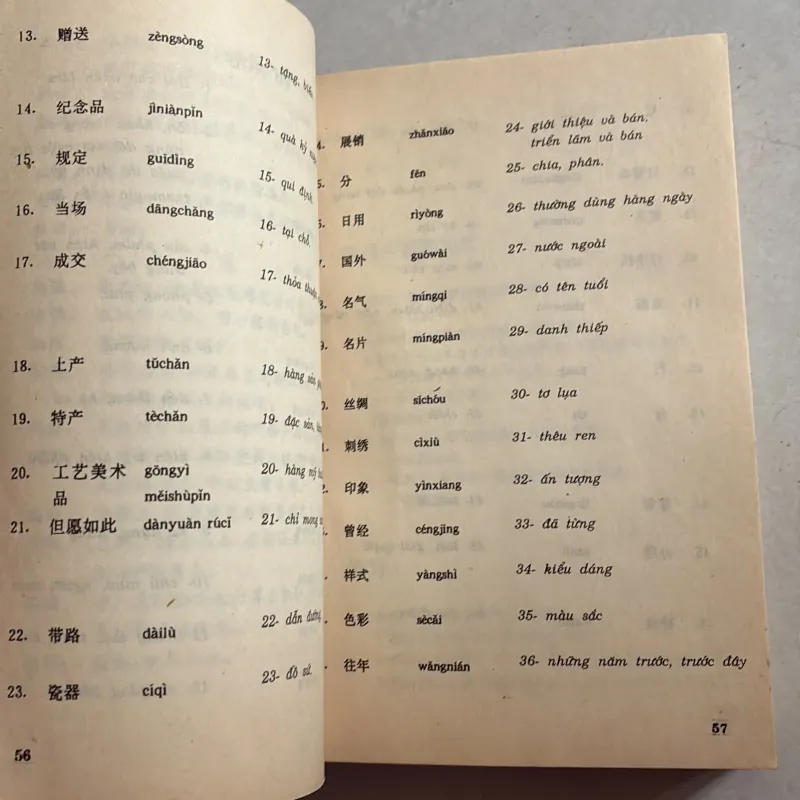 13. 赠送 zèngsòng 13- tặng,
14. 纪念品 jìniànpǐn 14- quà kỷ
15. 规定 guīdìng 15- qui định.
16. 当场 dāngchǎng 16- tại chỗ.
17. 成交 chéngjiāo 17- thỏa
18. 土产 tǔchǎn 18- hàng sản
19. 特产 tèchǎn 19- đặc sản,
20. 工艺美术 gōngyì 20- hàng mỹ
品 měishùpǐn
21. 但愿如此 dànyuàn rúcǐ 21- chỉ mong
22. 带路 dàilù 22- dẫn đường,
23. 瓷器 cíqì 23- đồ sứ.
56
4. 展销 zhǎnxiāo 24- giới thiệu và bán,
triển lãm và bán
5. 分 fēn 25- chia, phân.
日用 rìyòng 26- thường dùng hàng ngày
7. 国外 guówài 27- nước ngoài
名气 míngqi 28- có tên tuổi
9. 名片 míngpiàn 29- danh thiếp
0. 丝绸 sīchóu 30- tơ lụa
1. 刺绣 cìxiù 31- thêu ren
2. 印象 yìnxiang 32- ấn tượng
曾经 céngjīng 33- đã từng
样式 yàngshì 34- kiểu dáng
色彩 sècǎi 35- màu sắc
往年 wǎngnián 36- những năm trước, trước đây
57